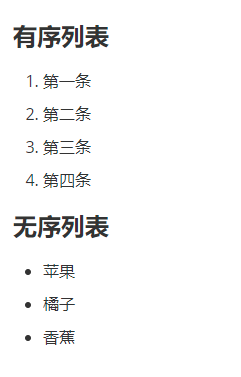 有序列表
1. 第一条
2. 第二条
3. 第三条
4. 第四条
无序列表
• 苹果
• 橘子
• 香蕉